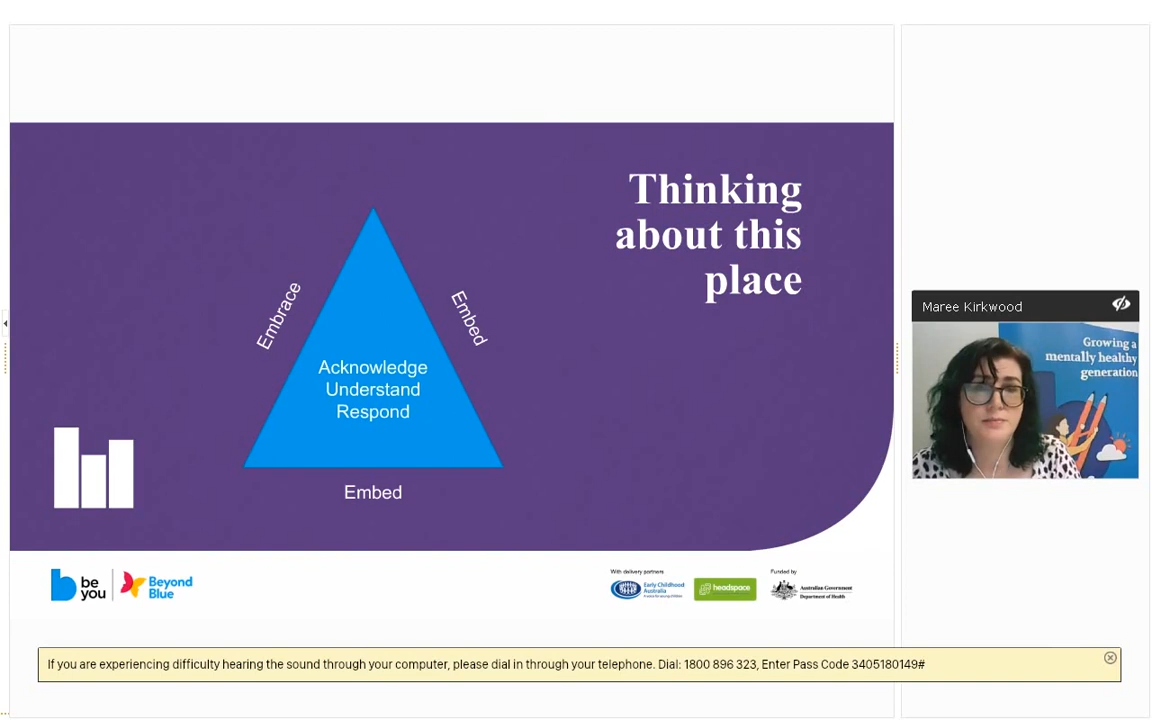 Thinking
about this
place
Embrace
Embed
Acknowledge
Understand
Respond
Embed
be
you
Beyond
Blue
With delivery partners
Early Childhood
Australia
headspace
Funded by
Australian Government
Department of Health
Maree Kirkwood
Growing a
mentally healthy
generation
If you are experiencing difficulty hearing the sound through your computer, please dial in through your telephone. Dial: 1800 896 323, Enter Pass Code 3405180149#